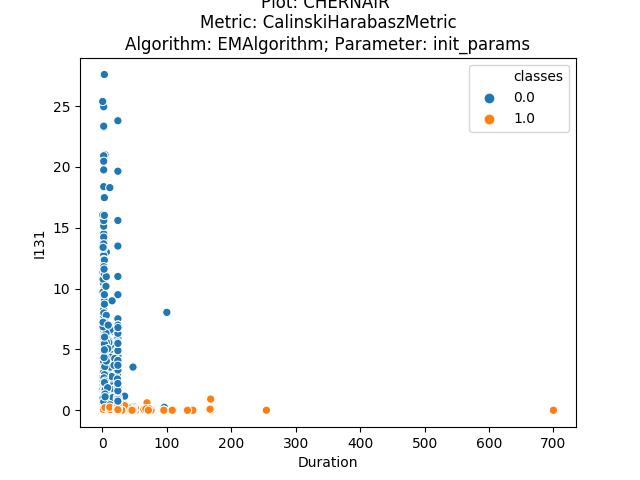 Plot: CHERNAIR
Metric: CalinskiHarabaszMetric
Algorithm: EMAlgorithm; Parameter: init_params
classes
0.0
1.0
25
20
15
10
5
0
I131
0
100
200
300
400
500
600
700
Duration